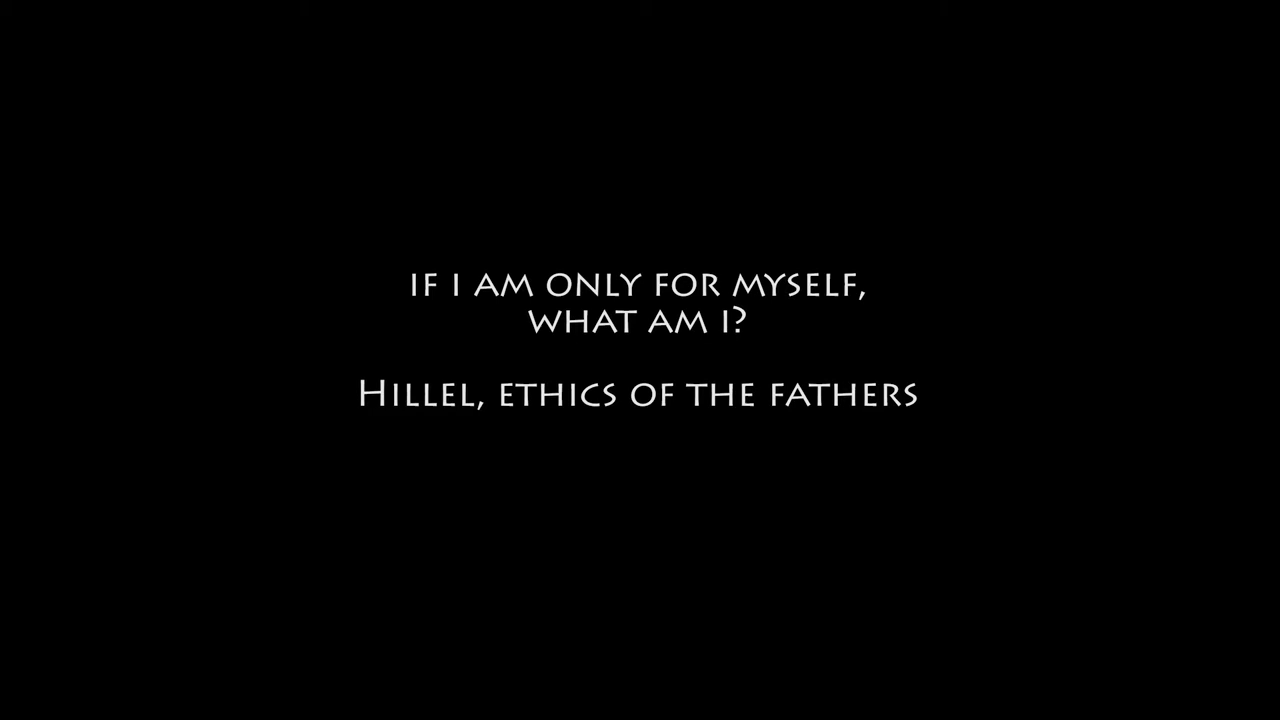 IF I AM ONLY FOR MYSELF,
WHAT AM I?
HILLEL, ETHICS OF THE FATHERS